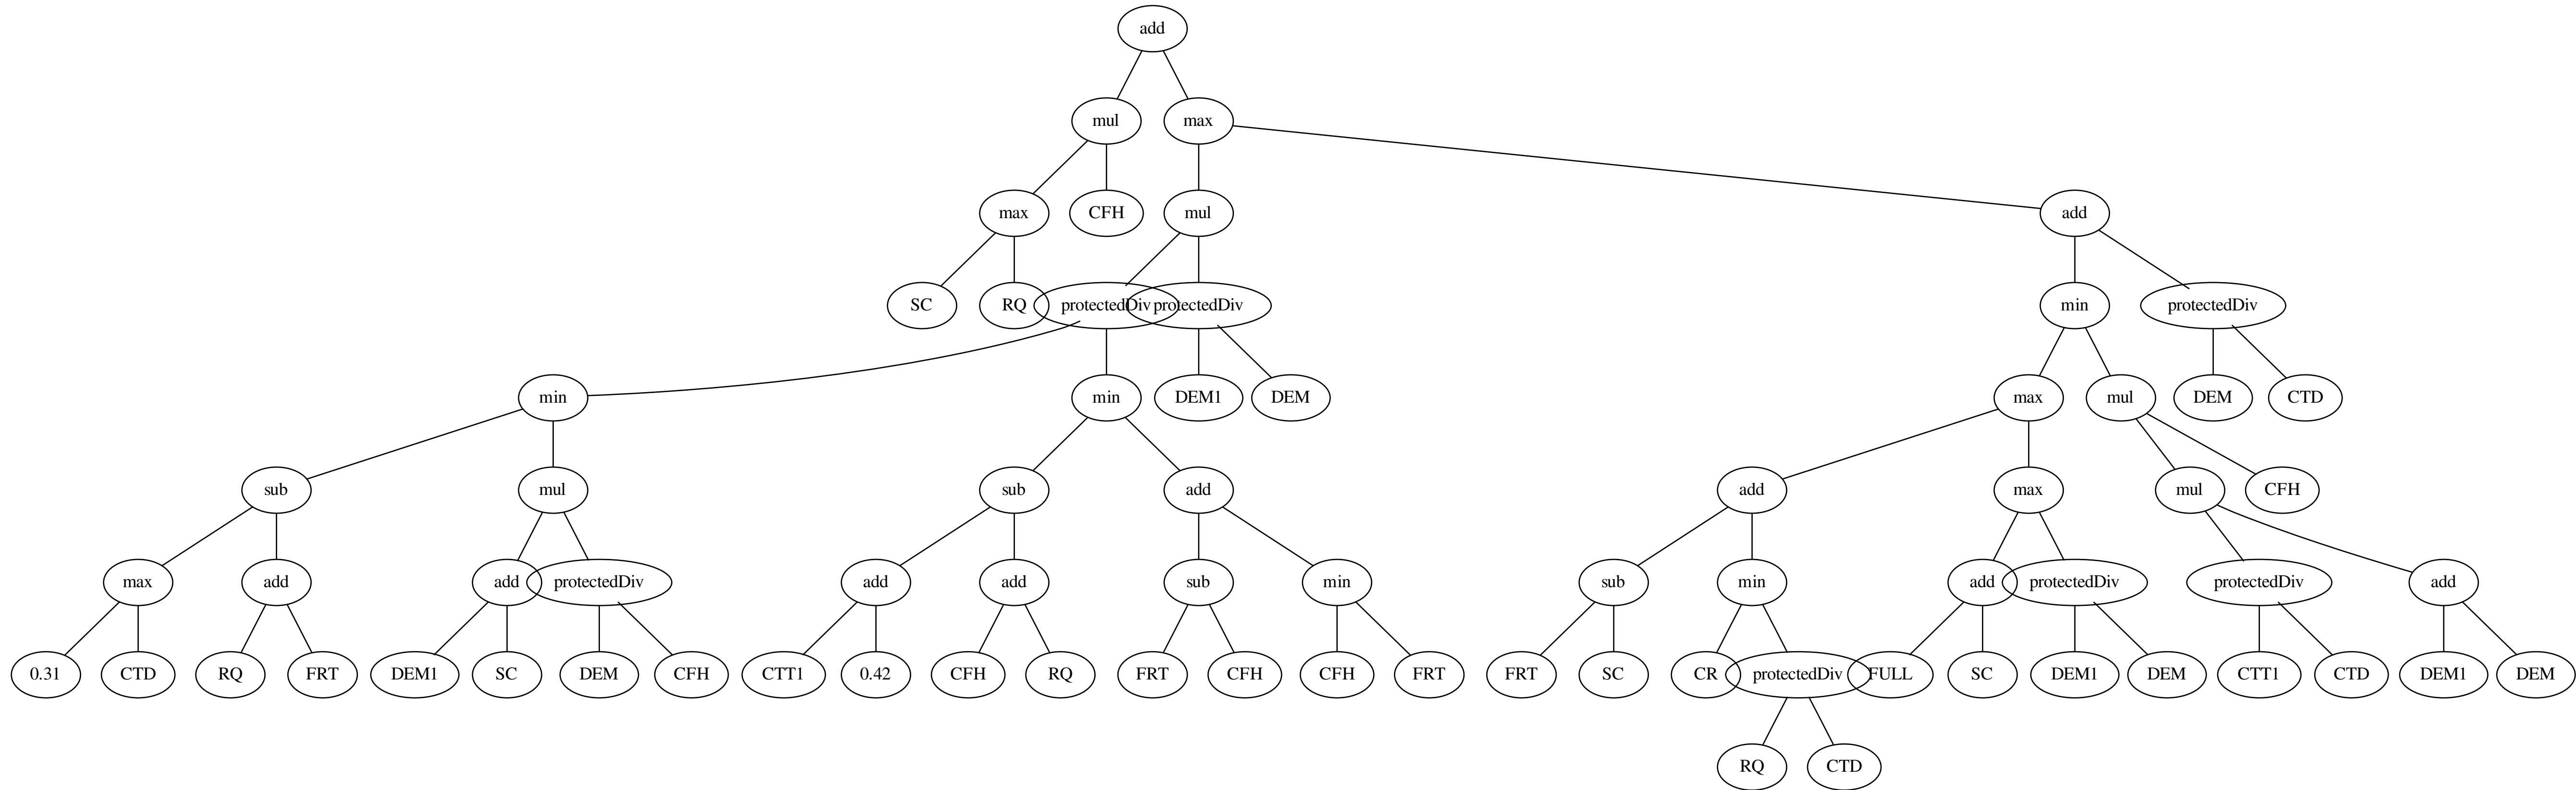 add
mul max
max CFH mul add
SC RQ protectedDiv protectedDiv min protectedDiv
min min DEM1 DEM max mul DEM CTD
sub mul sub add add max mul CFH
max add add protectedDiv add add sub min sub min add protectedDiv protectedDiv add
0.31 CTD RQ FRT DEM1 SC DEM CFH CTT1 0.42 CFH RQ FRT CFH CFH FRT FRT SC CR protectedDiv FULL SC DEM1 DEM CTT1 CTD DEM1 DEM
RQ CTD